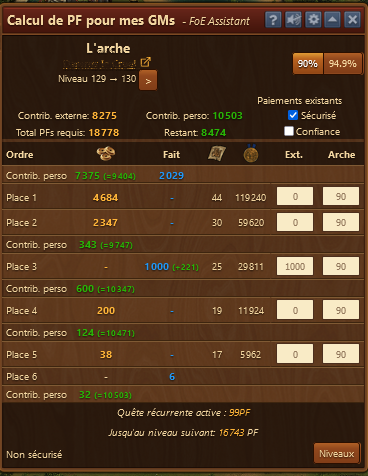 Calcul de PF pour mes GMs - FoE Assistant
L'arche
90% 94.9%
Niveau 129 → 130 >
Paiements existants
Contrib. externe: 8275 Contrib. perso: 10503 Sécurisé
Total PFs requis: 18778 Restant: 8474 Confiance
Ordre Fait Ext. Arche
Contrib. perso 7375 (=9404) 2029
Place 1 4684 - 44 119240 0 90
Place 2 2347 - 30 59620 0 90
Contrib. perso 343 (=9747)
Place 3 - 1000 (+221) 25 29811 1000 90
Contrib. perso 600 (=10347)
Place 4 200 - 19 11924 0 90
Contrib. perso 124 (=10471)
Place 5 38 - 17 5962 0 90
Place 6 - 6
Contrib. perso 32 (=10503)
Quête récurrente active : 99PF
Jusqu'au niveau suivant: 16743 PF
Non sécurisé Niveaux